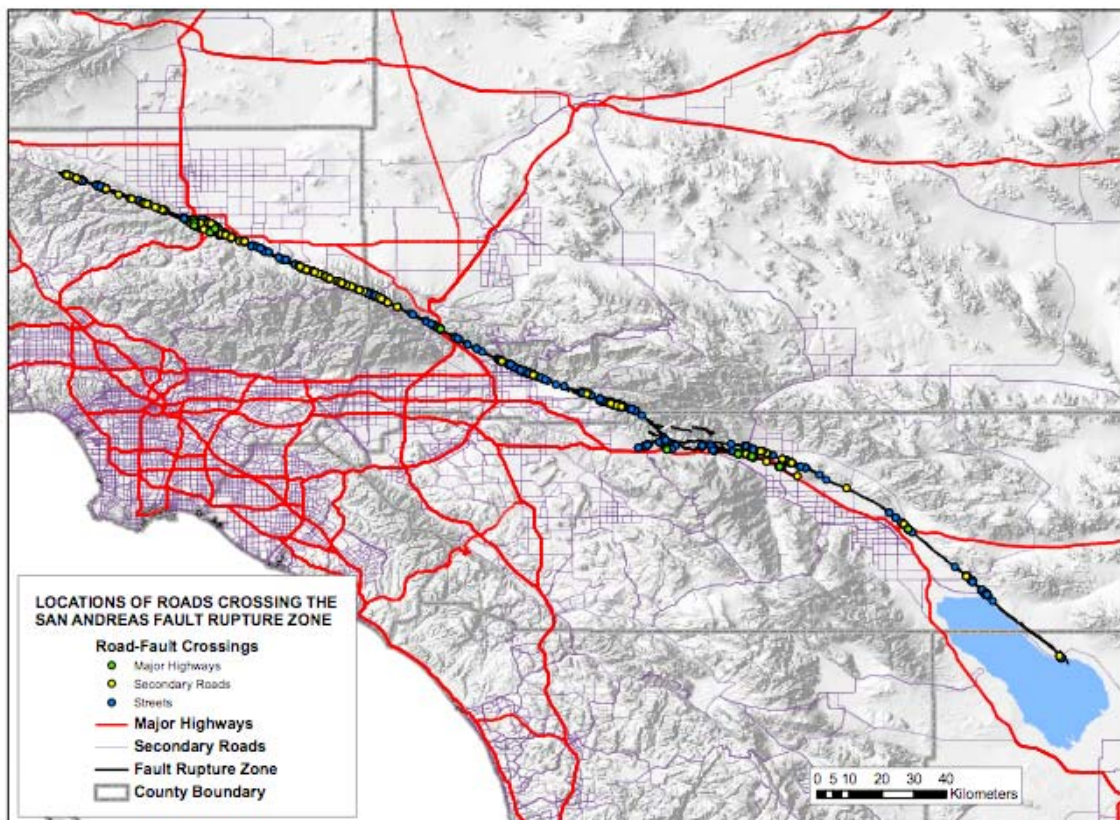 LOCATIONS OF ROADS CROSSING THE
SAN ANDREAS FAULT RUPTURE ZONE
Road-Fault Crossings
Major Highways
Secondary Roads
Streets
Major Highways
Secondary Roads
Fault Rupture Zone
County Boundary
0 5 10 20 30 40
Kilometers